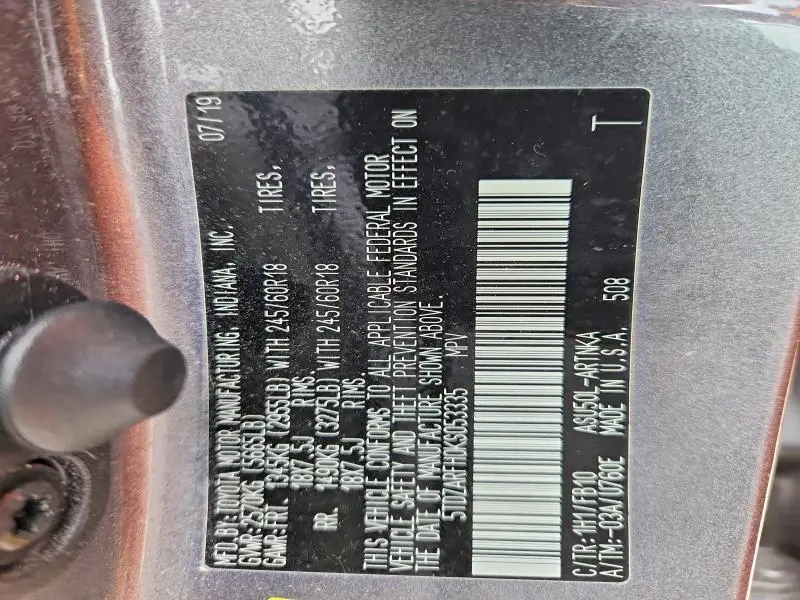 MFD.BY:TOYOTA MOTOR MANUFACTURING, INDIANA, INC. 07/19
GVWR:2570KG (5665LB)
GAWR:FRT. 1345KG (2955LB) WITH 245/60R18 TIRES,
18X7.5J RIMS
RR. 1490KG (3275LB) WITH 245/60R18 TIRES,
18X7.5J RIMS
THIS VEHICLE CONFORMS TO ALL APPLICABLE FEDERAL MOTOR
VEHICLE SAFETY AND THEFT PREVENTION STANDARDS IN EFFECT ON
THE DATE OF MANUFACTURE SHOWN ABOVE.
5TDZARFH0KS053335 MPV
C/TR:1H1/FB10 ASU50L-ARTNKA T
A/TM:-03A/U760E MADE IN U.S.A. 508